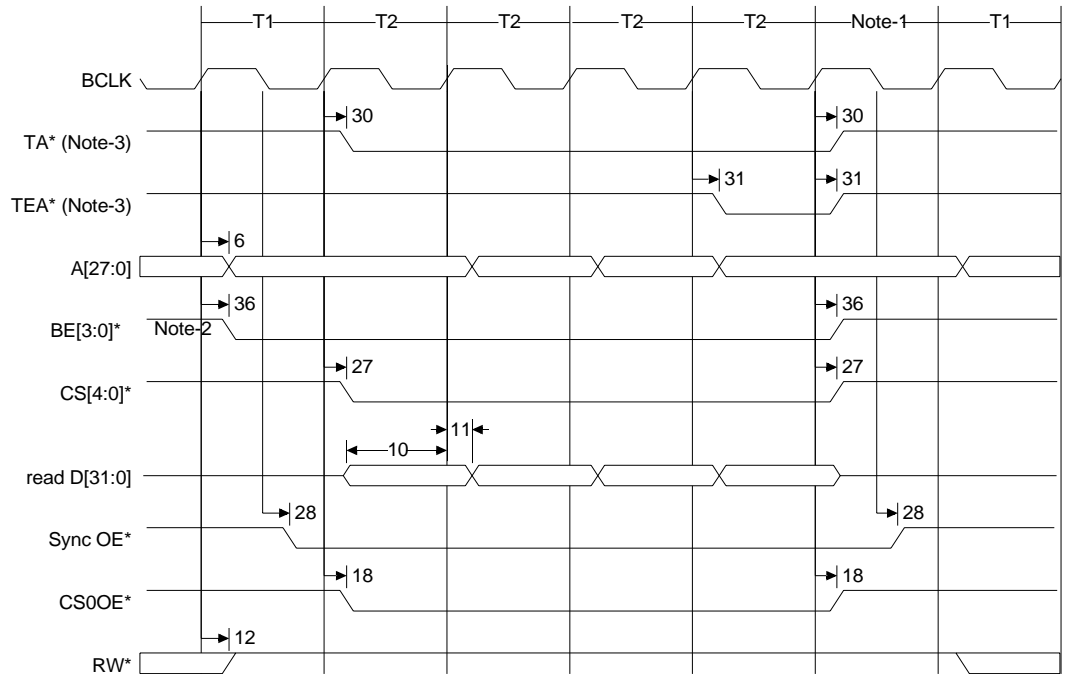 T1 T2 T2 T2 T2 Note-1 T1
BCLK
30 30
TA* (Note-3)
31 31
TEA* (Note-3)
6
A[27:0]
36 36
BE[3:0]* Note-2
27 27
CS[4:0]*
11
10
read D[31:0]
28 28
Sync OE*
18 18
CS0OE*
12
RW*